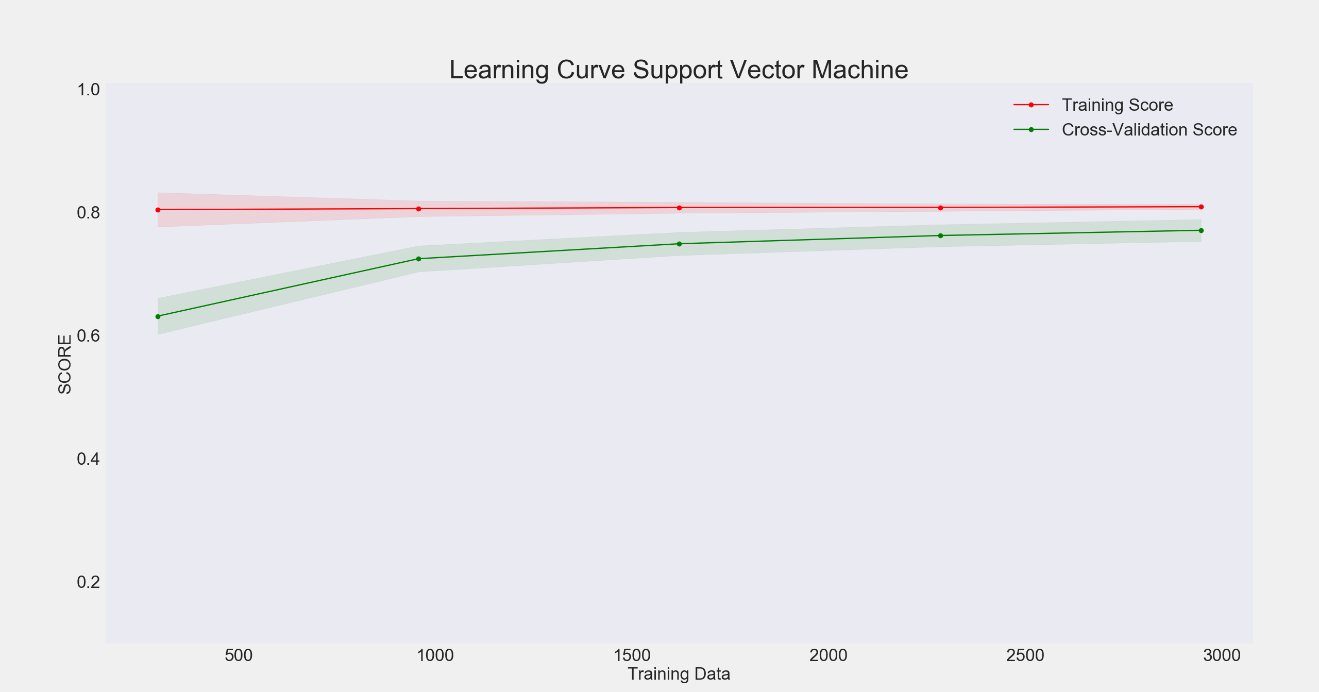 Learning Curve Support Vector Machine
1.0
0.8
0.6
0.4
0.2
SCORE
Training Score
Cross-Validation Score
500 1000 1500 2000 2500 3000
Training Data